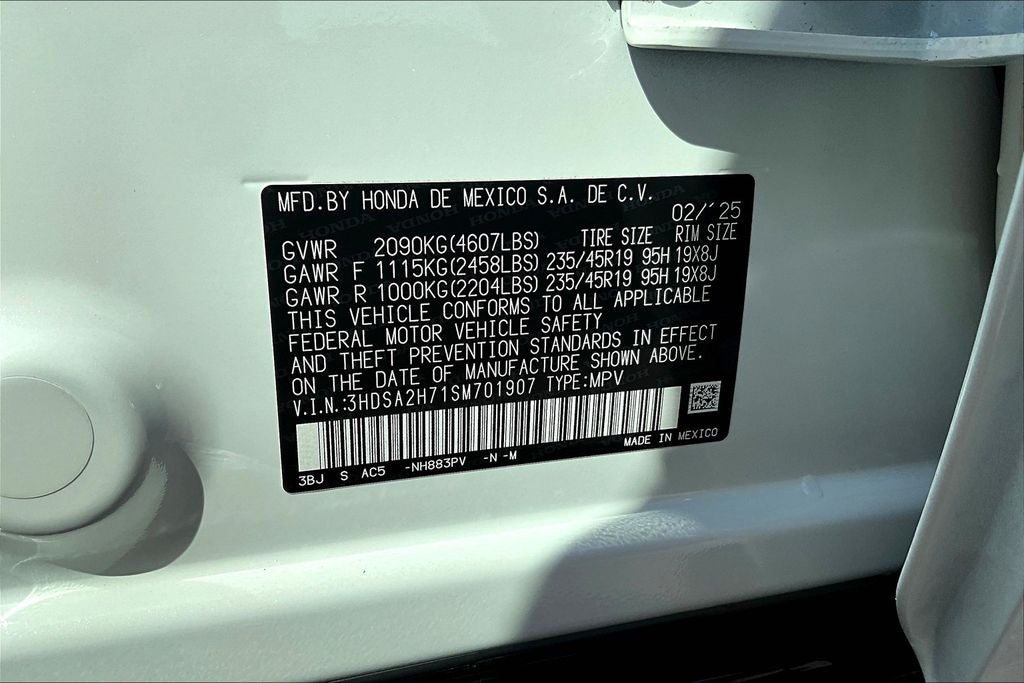 MFD.BY HONDA DE MEXICO S.A. DE C.V.
02/'25
GVWR 2090KG(4607LBS) TIRE SIZE RIM SIZE
GAWR F 1115KG(2458LBS) 235/45R19 95H 19X8J
GAWR R 1000KG(2204LBS) 235/45R19 95H 19X8J
THIS VEHICLE CONFORMS TO ALL APPLICABLE
FEDERAL MOTOR VEHICLE SAFETY
AND THEFT PREVENTION STANDARDS IN EFFECT
ON THE DATE OF MANUFACTURE SHOWN ABOVE.
V.I.N.:3HDSA2H71SM701907 TYPE:MPV
MADE IN MEXICO
3BJ S AC5 -NH883PV -N -M